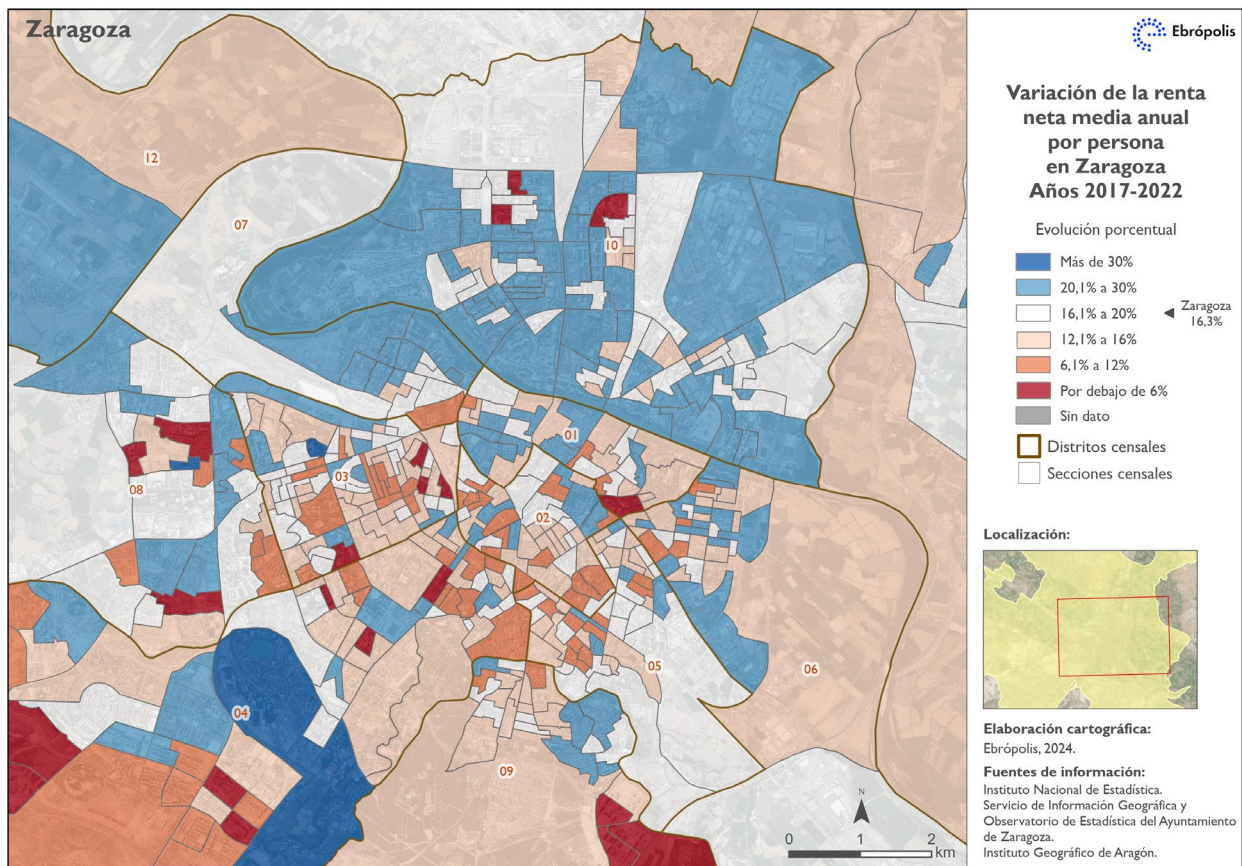 Zaragoza
12
07
10
01
03
08
02
05
06
04
09
N
0 1 2
km
Ebrópolis
Variación de la renta
neta media anual
por persona
en Zaragoza
Años 2017-2022
Evolución porcentual
Más de 30%
20,1% a 30%
16,1% a 20%
Zaragoza
16,3%
12,1% a 16%
6,1% a 12%
Por debajo de 6%
Sin dato
Distritos censales
Secciones censales
Localización:
Elaboración cartográfica:
Ebrópolis, 2024.
Fuentes de información:
Instituto Nacional de Estadística.
Servicio de Información Geográfica y
Observatorio de Estadística del Ayuntamiento
de Zaragoza.
Instituto Geográfico de Aragón.